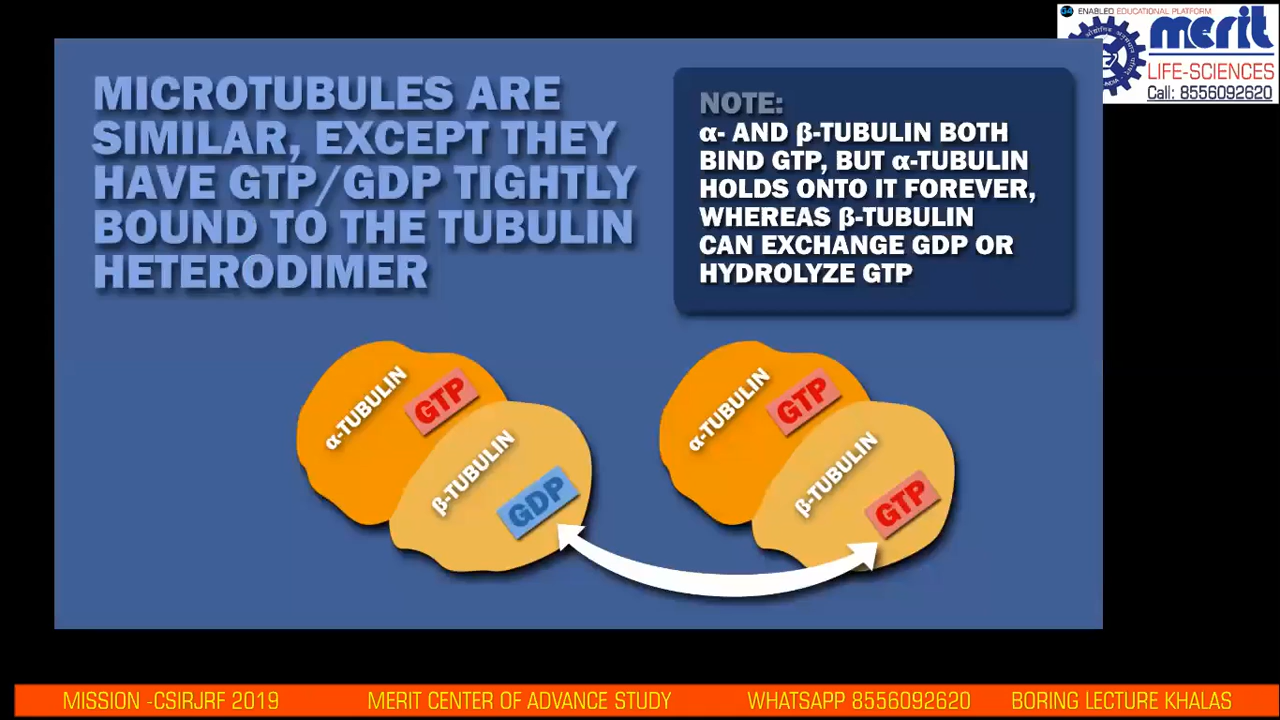 ENABLED EDUCATIONAL PLATFORM
merit
LIFE-SCIENCES
Call: 8556092620
MICROTUBULES ARE
SIMILAR, EXCEPT THEY
HAVE GTP/GDP TIGHTLY
BOUND TO THE TUBULIN
HETERODIMER
NOTE:
α- AND β-TUBULIN BOTH
BIND GTP, BUT α-TUBULIN
HOLDS ONTO IT FOREVER,
WHEREAS β-TUBULIN
CAN EXCHANGE GDP OR
HYDROLYZE GTP
α-TUBULIN
GTP
β-TUBULIN
GDP
α-TUBULIN
GTP
β-TUBULIN
GTP
MISSION -CSIRJRF 2019 MERIT CENTER OF ADVANCE STUDY WHATSAPP 8556092620 BORING LECTURE KHALAS